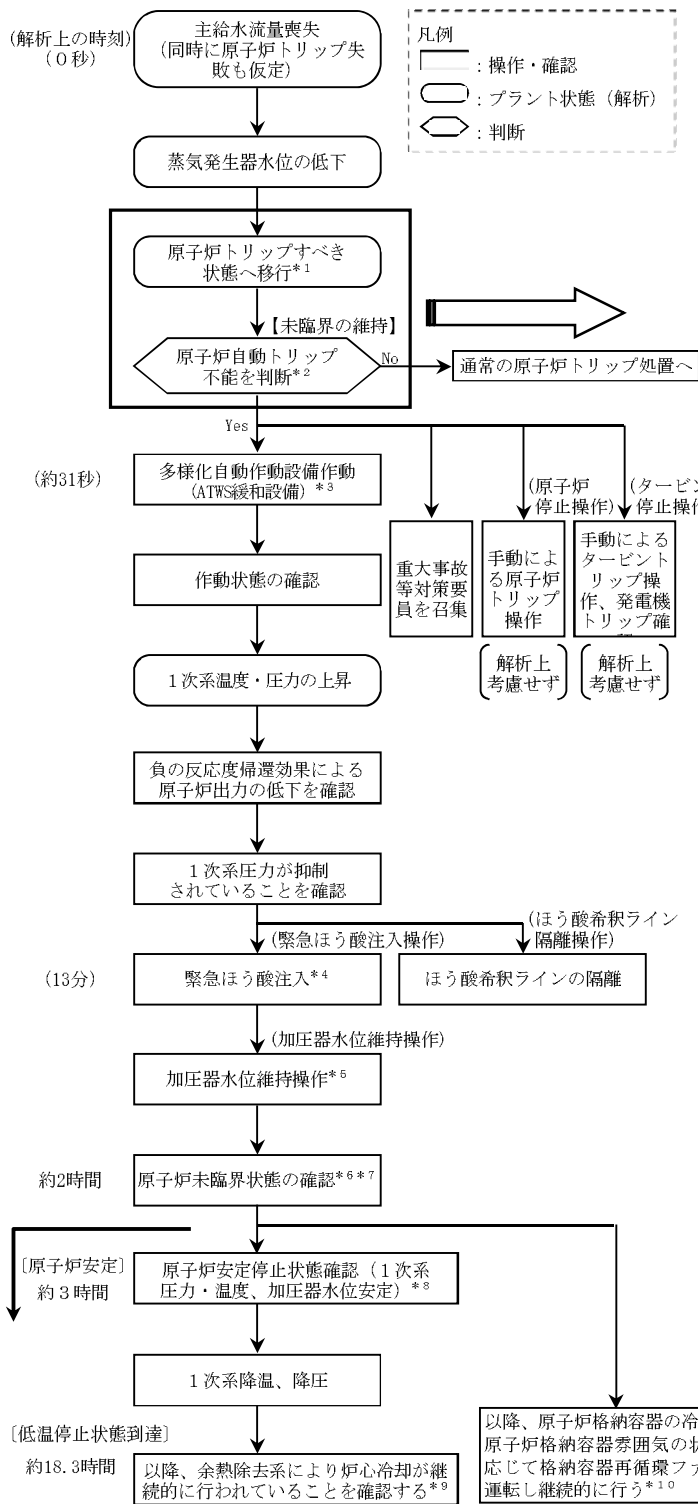 (解析上の時刻)
(0秒)
主給水流量喪失
(同時に原子炉トリップ失
敗も仮定)
凡例
：操作・確認
：プラント状態（解析）
：判断
蒸気発生器水位の低下
原子炉トリップすべき
状態へ移行*1
【未臨界の維持】
原子炉自動トリップ
不能を判断*2
No
通常の原子炉トリップ処置へ
Yes
(約31秒)
多様化自動作動設備作動
(ATWS緩和設備) *3
(原子炉
停止操作)
(タービン
停止操作
作動状態の確認
重大事故
等対策要
員を召集
手動によ
る原子炉
トリップ
操作
手動による
タービント
リップ操
作、発電機
トリップ確
解析上
考慮せず
解析上
考慮せず
１次系温度・圧力の上昇
負の反応度帰還効果による
原子炉出力の低下を確認
１次系圧力が抑制
されていることを確認
(緊急ほう酸注入操作)
(ほう酸希釈ライン
隔離操作)
(13分)
緊急ほう酸注入*4
ほう酸希釈ラインの隔離
(加圧器水位維持操作)
加圧器水位維持操作*5
約2時間
原子炉未臨界状態の確認*6*7
〔原子炉安定〕
約３時間
原子炉安定停止状態確認（１次系
圧力・温度、加圧器水位安定）*8
１次系降温、降圧
〔低温停止状態到達〕
約18.3時間
以降、余熱除去系により炉心冷却が継
続的に行われていることを確認する*9
以降、原子炉格納容器の冷
原子炉格納容器雰囲気の状
応じて格納容器再循環ファ
運転し継続的に行う*10